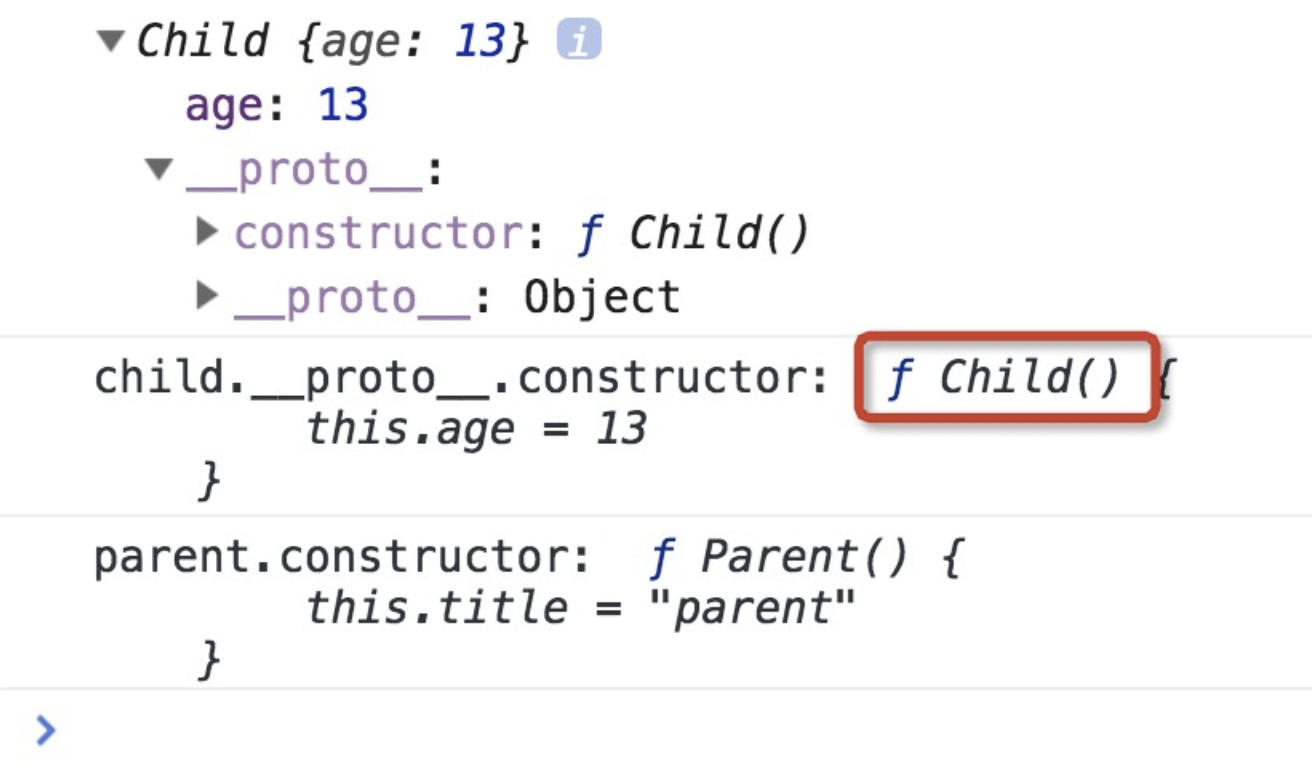 Child {age: 13} i
age: 13
__proto__:
constructor: ƒ Child()
__proto__: Object
child.__proto__.constructor: ƒ Child() {
this.age = 13
}
parent.constructor: ƒ Parent() {
this.title = "parent"
}